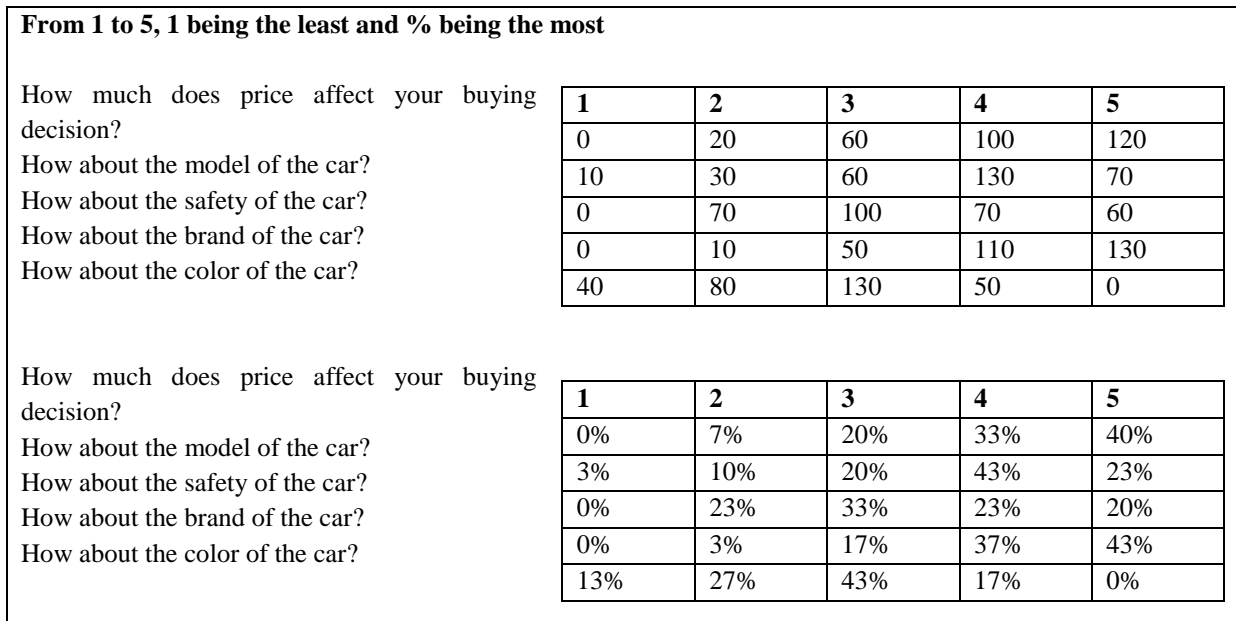 From 1 to 5, 1 being the least and % being the most
How much does price affect your buying
decision?
How about the model of the car?
How about the safety of the car?
How about the brand of the car?
How about the color of the car?
1 2 3 4 5
0 20 60 100 120
10 30 60 130 70
0 70 100 70 60
0 10 50 110 130
40 80 130 50 0
How much does price affect your buying
decision?
How about the model of the car?
How about the safety of the car?
How about the brand of the car?
How about the color of the car?
1 2 3 4 5
0% 7% 20% 33% 40%
3% 10% 20% 43% 23%
0% 23% 33% 23% 20%
0% 3% 17% 37% 43%
13% 27% 43% 17% 0%